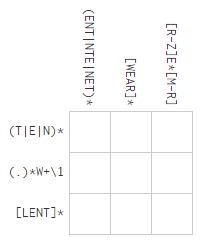 (ENT|NTE|NET)*
[WEAR]*
[R-Z]E*[M-R]
(T|E|N)*
(.)*W+\1
[LENT]*